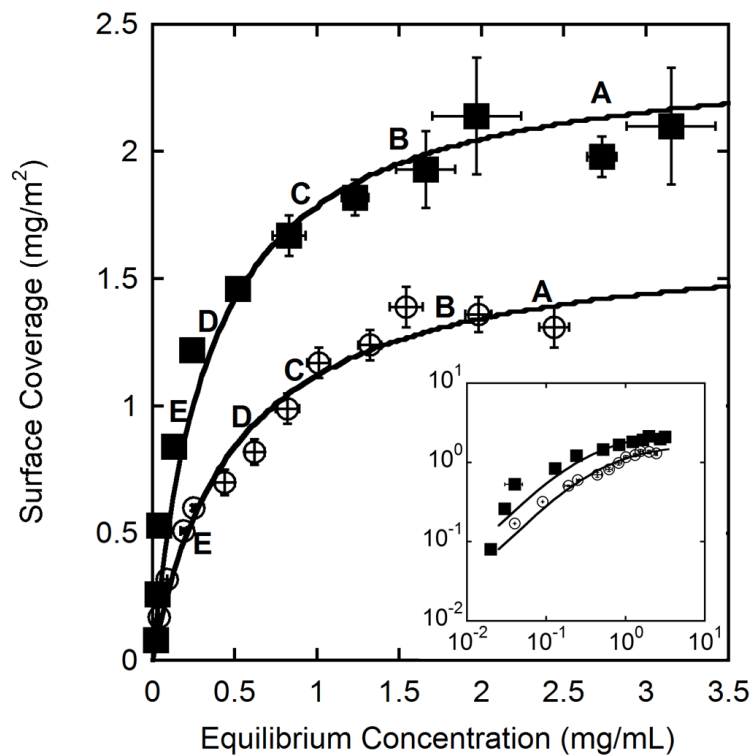 2.5
2
1.5
1
0.5
0
Surface Coverage (mg/m²)
A
B
C
D
E
A
B
C
D
E
10¹
10⁰
10⁻¹
10⁻²
10⁻² 10⁻¹ 10⁰ 10¹
0 0.5 1 1.5 2 2.5 3 3.5
Equilibrium Concentration (mg/mL)